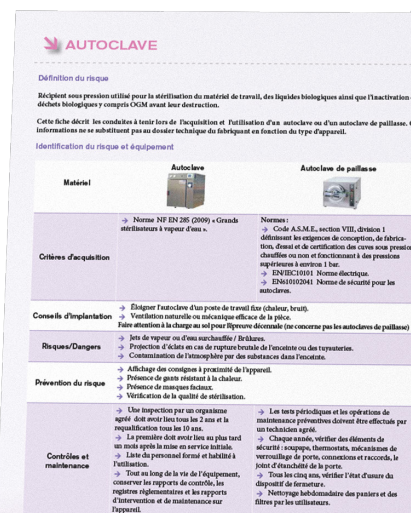 AUTOCLAVE
Définition du risque
Récipient sous pression utilisé pour la stérilisation du matériel de travail, des liquides biologiques ainsi que l'inactivation
déchets biologiques y compris OGM avant leur destruction.
Cette fiche décrit les conduites à tenir lors de l'acquisition et l'utilisation d'un autoclave ou d'un autoclave de paillasse.
informations ne se substituent pas au dossier technique du fabriquant en fonction du type d'appareil.
Identification du risque et équipement
Matériel
Autoclave
Autoclave de paillasse
Critères d'acquisition
→ Norme NF EN 285 (2009) « Grands
stérilisateurs à vapeur d'eau ».
Normes :
→ Code A.S.M.E., section VIII, division 1
définissant les exigences de conception, de fabrica-
tion, d'essai et de certification des cuves sous pression
chauffées ou non et fonctionnant à des pressions
supérieures à environ 1 bar.
→ EN/IEC10101 Norme électrique.
→ EN610102041 Norme de sécurité pour les
autoclaves.
Conseils d'implantation
→ Éloigner l'autoclave d'un poste de travail fixe (chaleur, bruit).
→ Ventilation naturelle ou mécanique efficace de la pièce.
Faire attention à la charge au sol pour l'épreuve décennale (ne concerne pas les autoclaves de paillasse)
Risques/Dangers
→ Jets de vapeur ou d'eau surchauffée / Brûlures.
→ Projection d'éclats en cas de rupture brutale de l'enceinte ou des tuyauteries.
→ Contamination de l'atmosphère par des substances dans l'enceinte.
Prévention du risque
→ Affichage des consignes à proximité de l'appareil.
→ Présence de gants résistant à la chaleur.
→ Présence de masques faciaux.
→ Vérification de la qualité de stérilisation.
Contrôles et
maintenance
→ Une inspection par un organisme
agréé doit avoir lieu tous les 2 ans et la
requalification tous les 10 ans.
→ La première doit avoir lieu au plus tard
un mois après la mise en service initiale.
→ Liste du personnel formé et habilité à
l'utilisation.
→ Tout au long de la vie de l'équipement,
conserver les rapports de contrôle, les
registres réglementaires et les rapports
d'intervention et de maintenance sur
l'appareil.
→ Les tests périodiques et les opérations de
maintenance préventives doivent être effectués par
un technicien agréé.
→ Chaque année, vérifier des éléments de
sécurité : soupape, thermostats, mécanismes de
verrouillage de porte, connexions et raccords, le
joint d'étanchéité de la porte.
→ Tous les cinq ans, vérifier l'état d'usure du
dispositif de fermeture.
→ Nettoyage hebdomadaire des paniers et des
filtres par les utilisateurs.